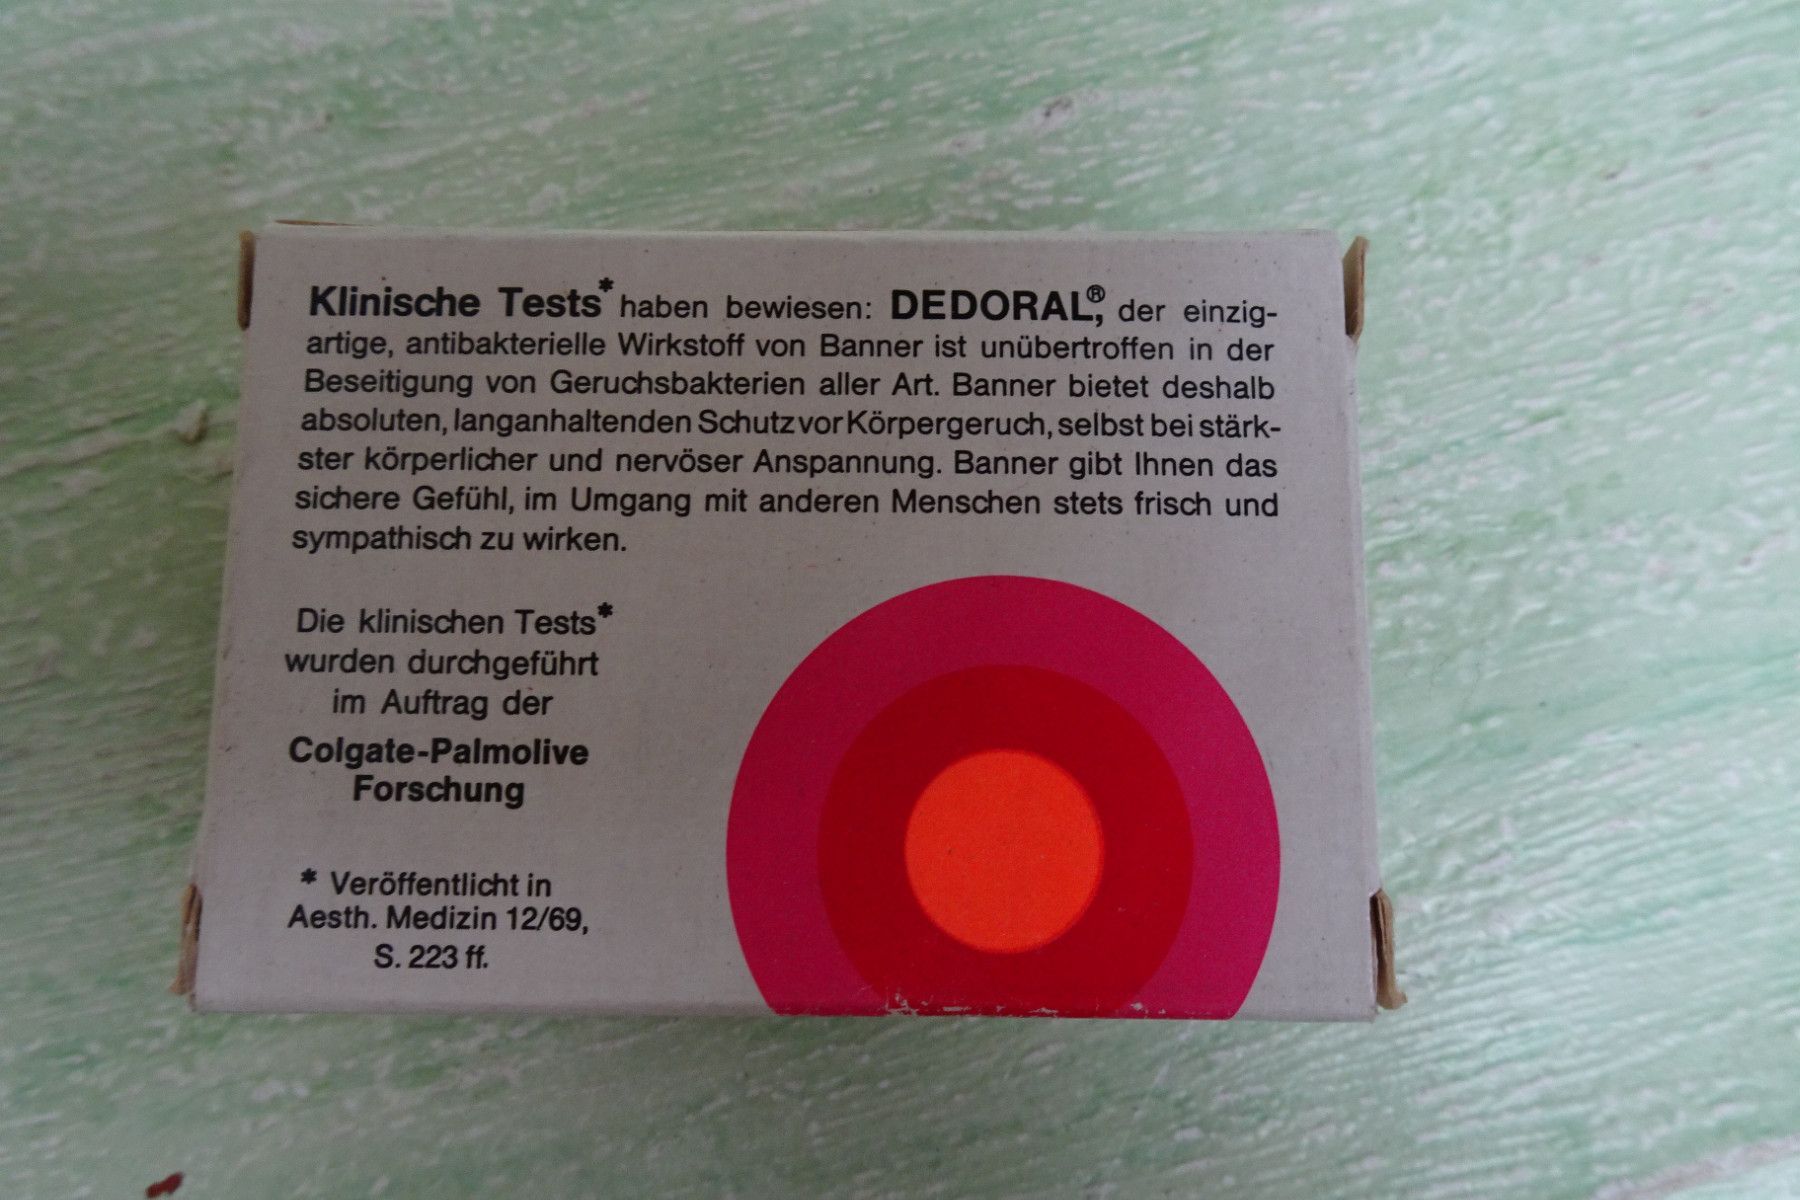 Klinische Tests* haben bewiesen: DEDORAL®, der einzig-
artige, antibakterielle Wirkstoff von Banner ist unübertroffen in der
Beseitigung von Geruchsbakterien aller Art. Banner bietet deshalb
absoluten, langanhaltenden Schutz vor Körpergeruch, selbst bei stärk-
ster körperlicher und nervöser Anspannung. Banner gibt Ihnen das
sichere Gefühl, im Umgang mit anderen Menschen stets frisch und
sympathisch zu wirken.
Die klinischen Tests*
wurden durchgeführt
im Auftrag der
Colgate-Palmolive
Forschung
* Veröffentlicht in
Aesth. Medizin 12/69,
S. 223 ff.